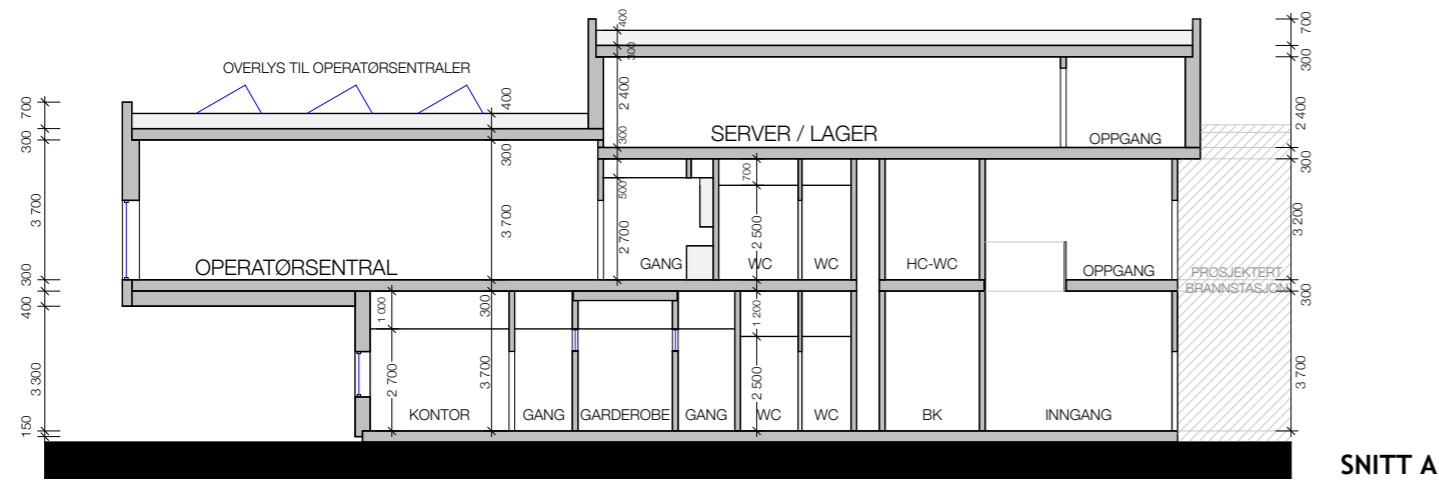 OVERLYS TIL OPERATØRSENTRALER
700
300
3 700
300
400
3 300
150
400
300
3 700
300
3 700
400
300
2 400
300
500
2 700
SERVER / LAGER
OPPGANG
700
2 500
OPERATØRSENTRAL
GANG
WC
WC
HC-WC
OPPGANG
PROSJEKTERT
BRANNSTASJON
1 000
2 700
1 200
2 500
KONTOR
GANG
GARDEROBE
GANG
WC
WC
BK
INNGANG
700
300
2 400
300
3 200
300
3 700
SNITT A